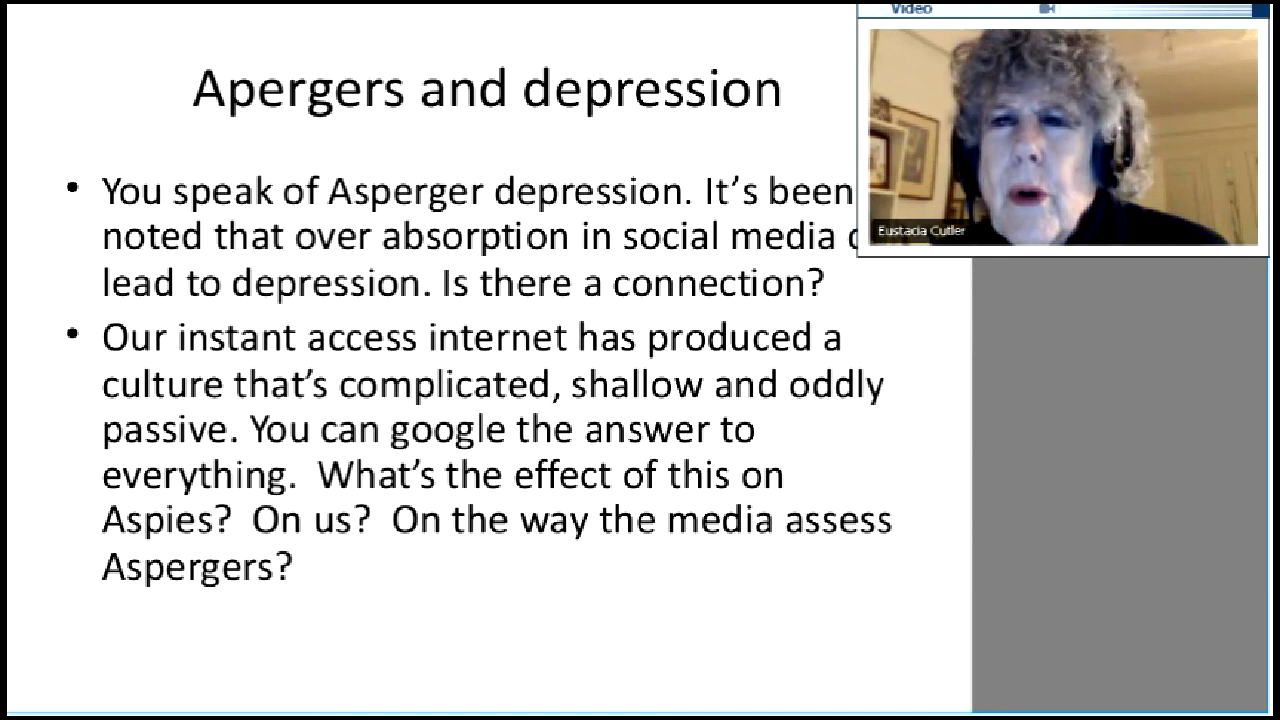 Video
Apergers and depression
You speak of Asperger depression. It’s been
noted that over absorption in social media
lead to depression. Is there a connection?
Our instant access internet has produced a
culture that’s complicated, shallow and oddly
passive. You can google the answer to
everything.  What’s the effect of this on
Aspies?  On us?  On the way the media assess
Aspergers?
Eustacia Cutler